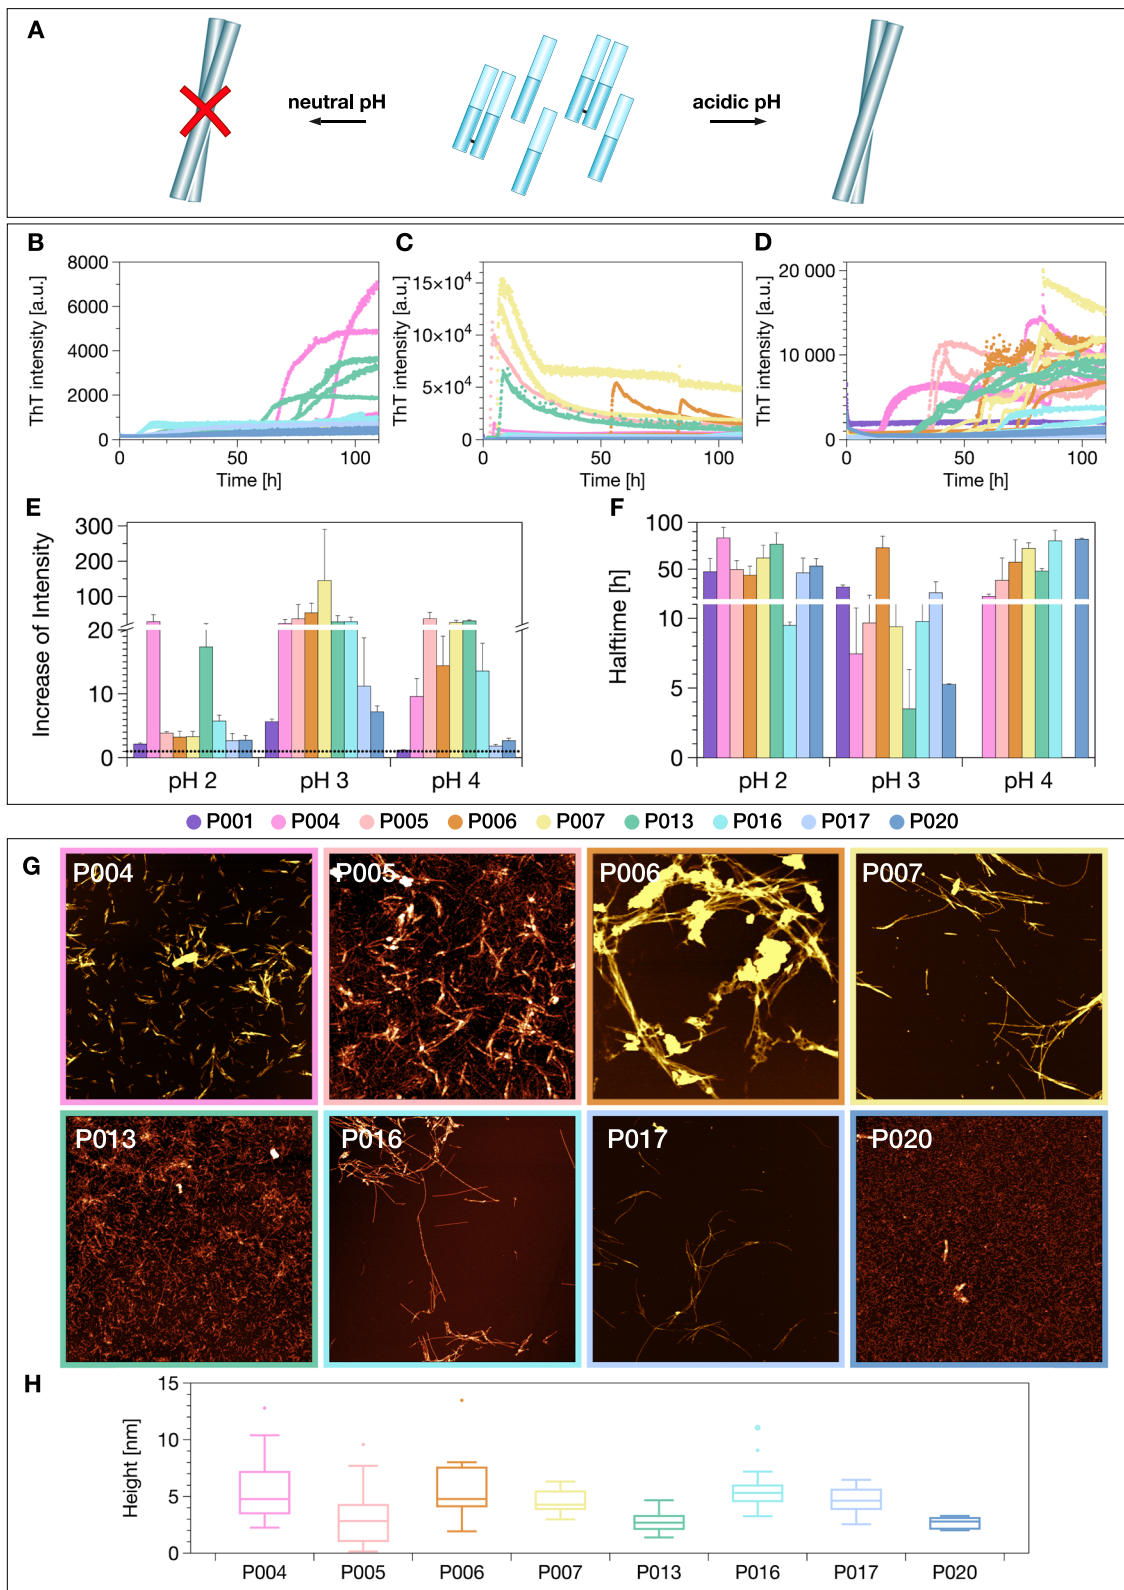 A
neutral pH
acidic pH
B
C
D
8000
6000
4000
2000
0
ThT intensity [a.u.]
0
50
100
Time [h]
15×10⁴
10×10⁴
5×10⁴
0
ThT intensity [a.u.]
0
50
100
Time [h]
20 000
10 000
0
ThT intensity [a.u.]
0
50
100
Time [h]
E
F
300
200
100
20
10
0
Increase of Intensity
pH 2
pH 3
pH 4
100
50
10
5
0
Halftime [h]
pH 2
pH 3
pH 4
P001 P004 P005 P006 P007 P013 P016 P017 P020
G
P004
P005
P006
P007
P013
P016
P017
P020
H
15
10
5
0
Height [nm]
P004 P005 P006 P007 P013 P016 P017 P020